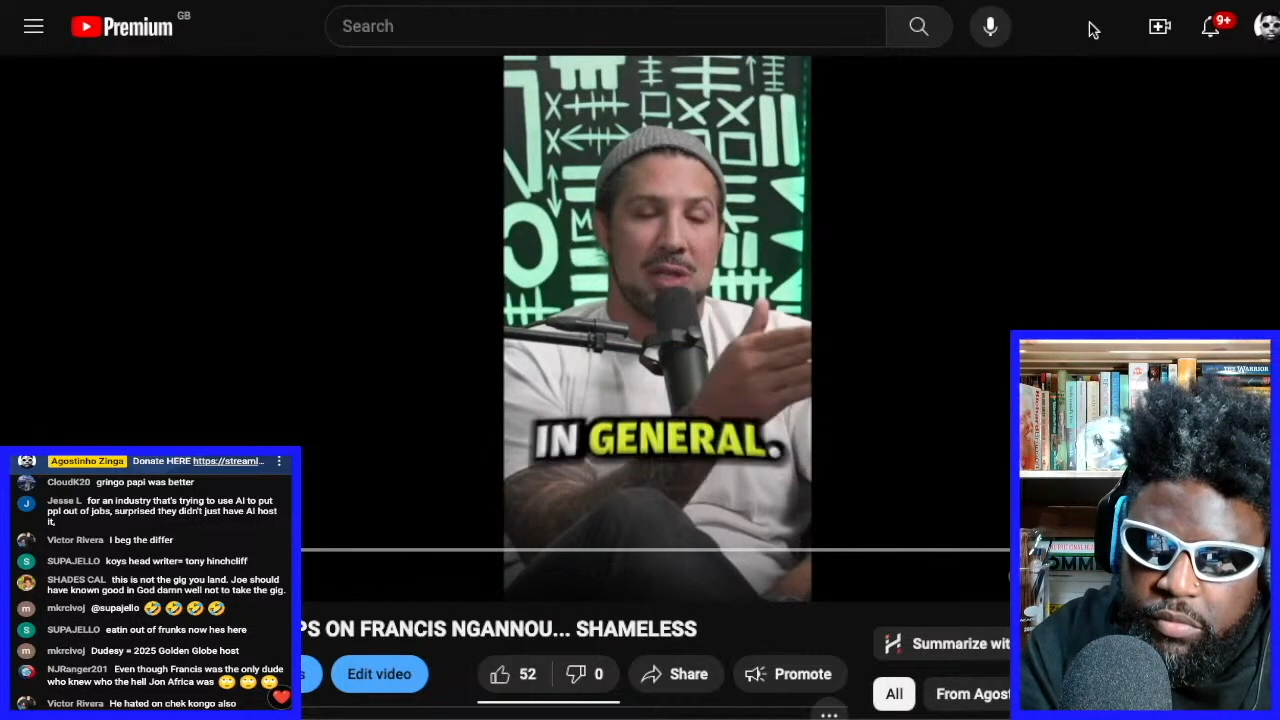 Premium GB
Search
9+
IN GENERAL.
THE WARRIOR
Agostinho Zinga Donate HERE https://streaml...
CloudK20 gringo papi was better
Jesse L for an industry that's trying to use AI to put
ppl out of jobs, surprised they didn't just have AI host
it,
Victor Rivera I beg the differ
SUPAJELLO koys head writer= tony hinchcliff
SHADES CAL this is not the gig you land. Joe should
have known good in God damn well not to take the gig.
mkrcivoj @supajello 🤣 🤣 🤣 🤣
SUPAJELLO eatin out of frunks now hes here
mkrcivoj Dudesy = 2025 Golden Globe host
NJRanger201 Even though Francis was the only dude
who knew who the hell Jon Africa was 🙄 🙄 🙄
Victor Rivera He hated on chek kongo also
PS ON FRANCIS NGANNOU... SHAMELESS
Edit video
52
0
Share
Promote
Summarize wit
All
From Agost